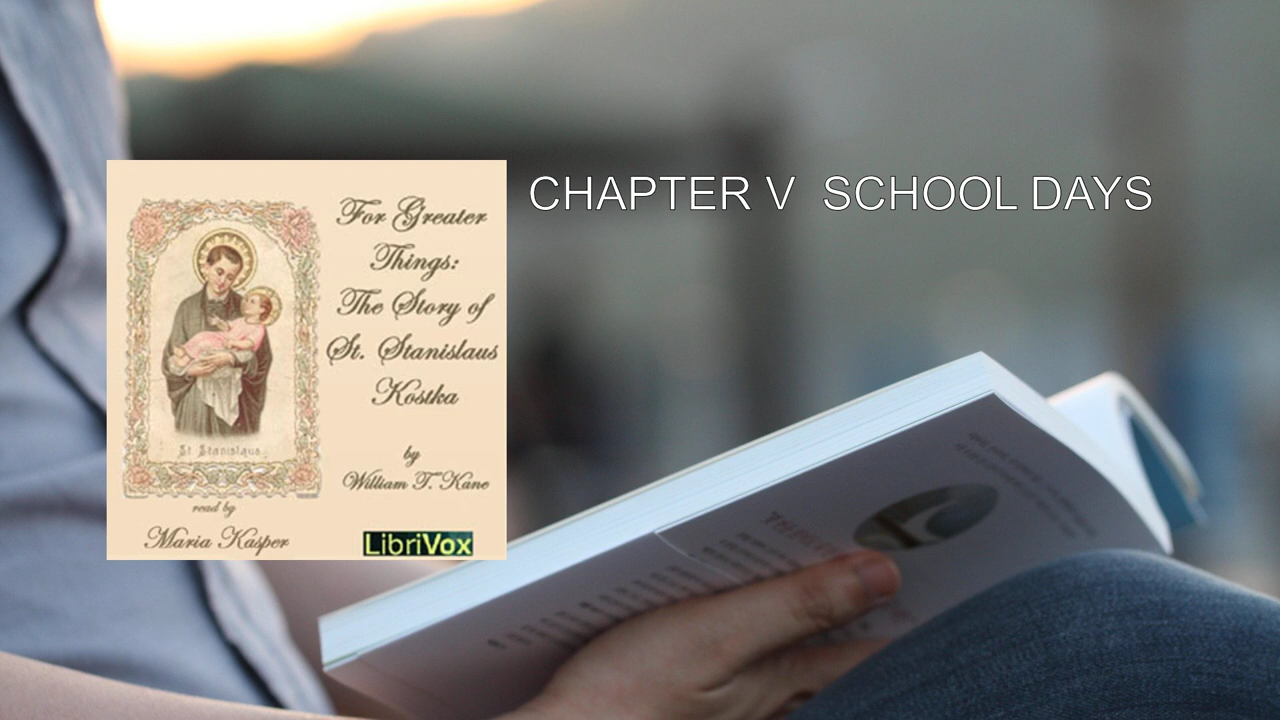 CHAPTER V  SCHOOL DAYS
For Greater
Things:
The Story of
St. Stanislaus
Kostka
by
William T. Kane
St. Stanislaus.
read by
Maria Kasper
LibriVox